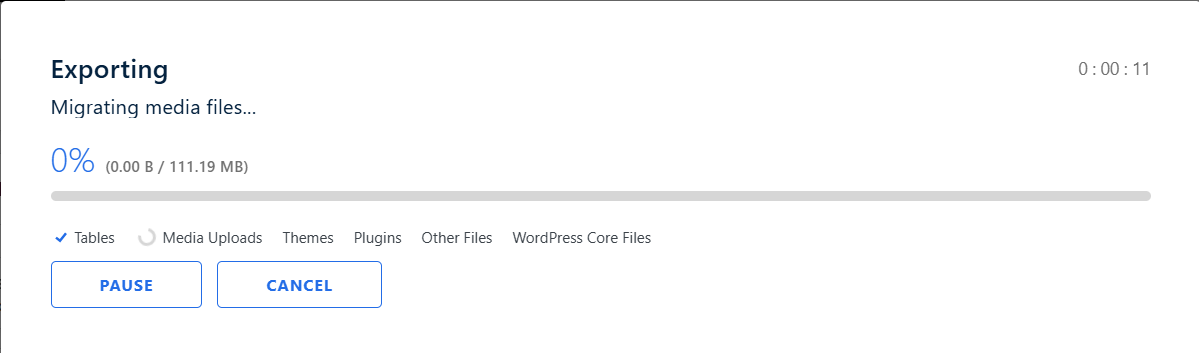 Exporting
0 : 00 : 11
Migrating media files...
0% (0.00 B / 111.19 MB)
Tables Media Uploads Themes Plugins Other Files WordPress Core Files
PAUSE CANCEL